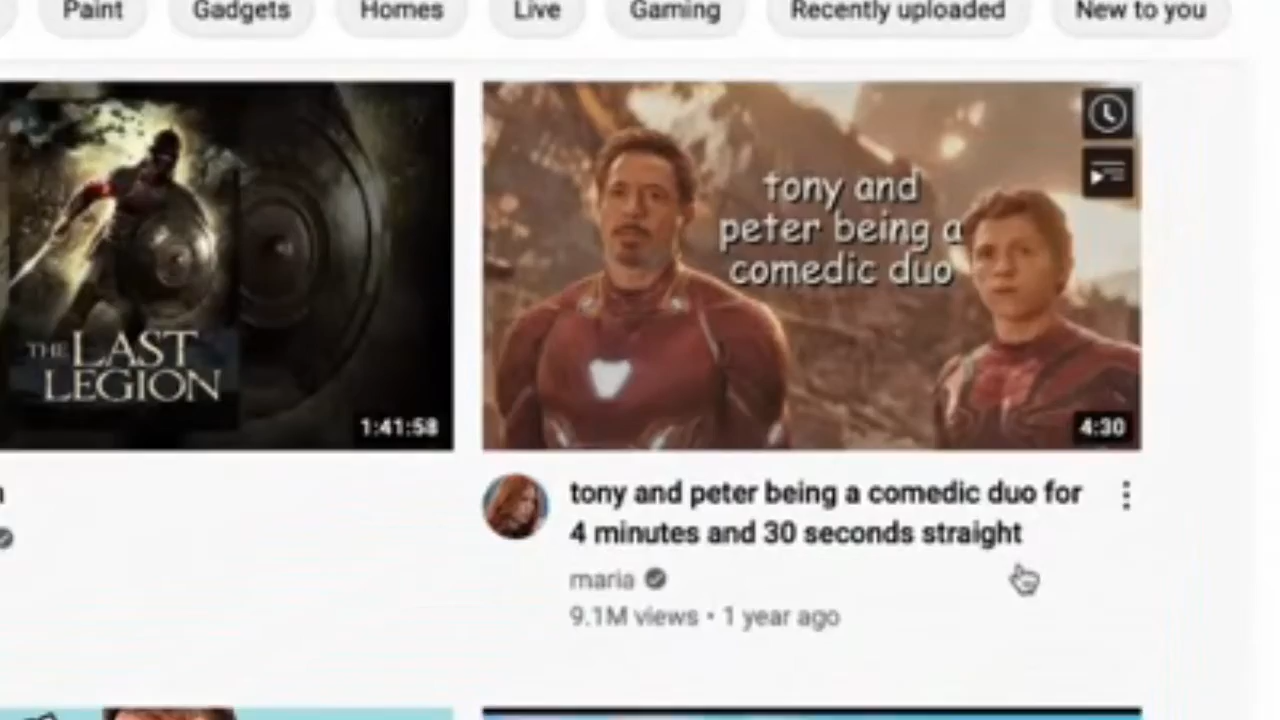 Paint
Gadgets
Homes
Live
Gaming
Recently uploaded
New to you
THE LAST
LEGION
1:41:58
tony and
peter being a
comedic duo
4:30
tony and peter being a comedic duo for
4 minutes and 30 seconds straight
maria
9.1M views • 1 year ago